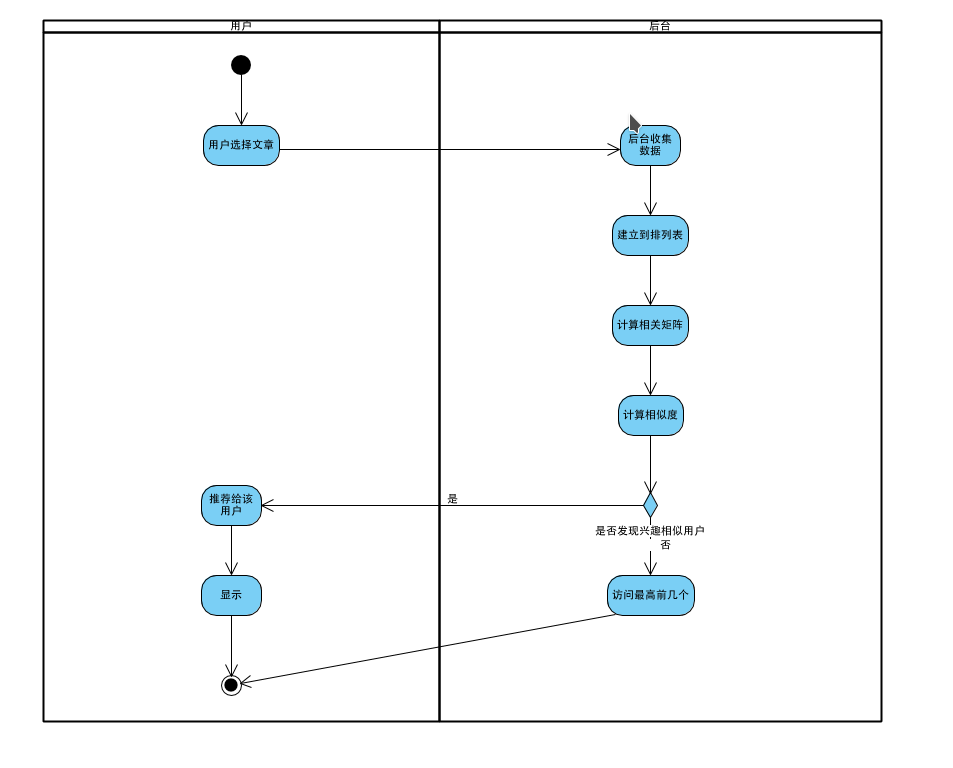 用户
后台
用户选择文章
后台收集
数据
建立到排列表
计算相关矩阵
计算相似度
推荐给该
用户
是
是否发现兴趣相似用户
否
显示
访问最高前几个